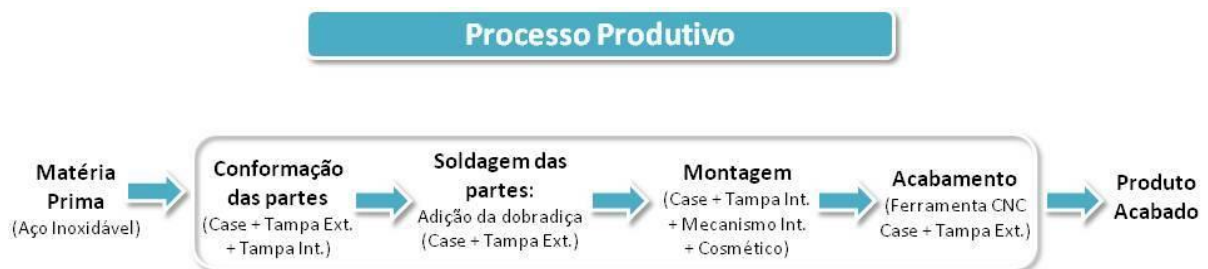 Processo Produtivo
Matéria
Prima
(Aço Inoxidável)
Conformação
das partes
(Case + Tampa Ext.
+ Tampa Int.)
Soldagem das
partes:
Adição da dobradiça
(Case + Tampa Ext.)
Montagem
(Case + Tampa Int.
+ Mecanismo Int.
+ Cosmético)
Acabamento
(Ferramenta CNC
Case + Tampa Ext.)
Produto
Acabado